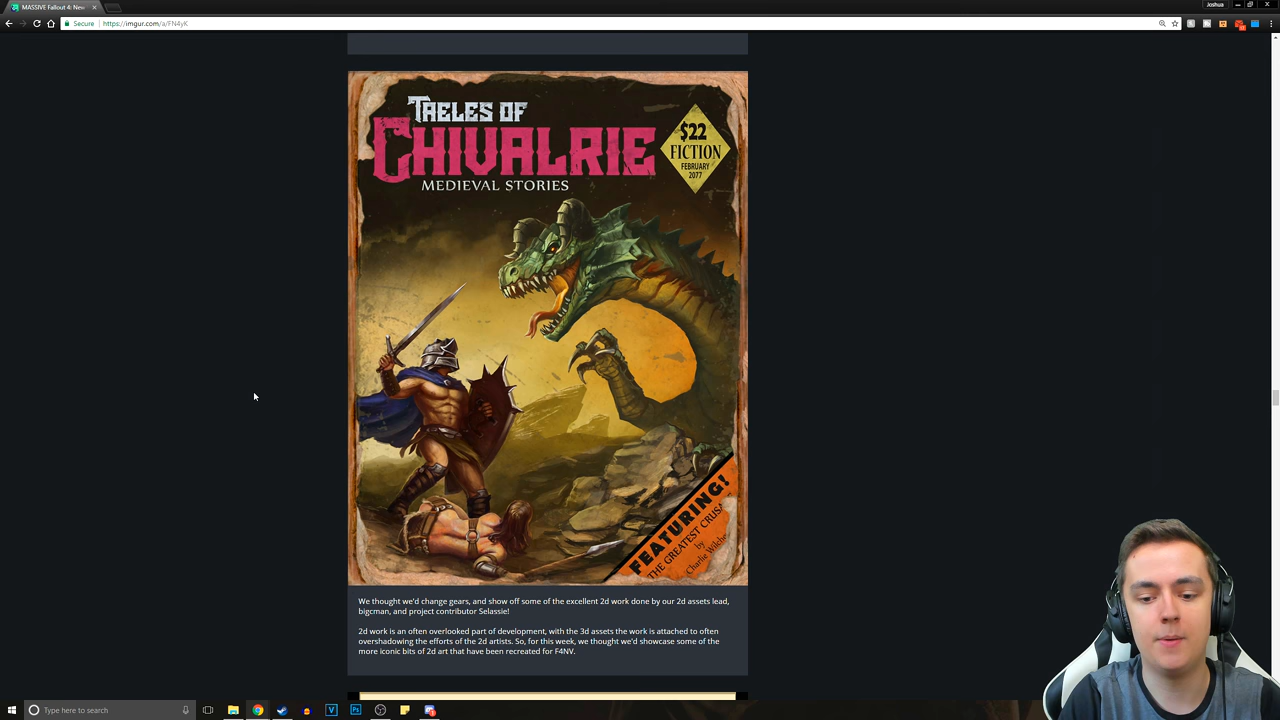 MASSIVE Fallout 4: New
Joshua
Secure
https://imgur.com/a/FN4yK
TAELES OF
CHIVALRIE
MEDIEVAL STORIES
$22
FICTION
FEBRUARY
2077
FEATURING!
THE GREATEST
by
Charlie
We thought we'd change gears, and show off some of the excellent 2d work done by our 2d assets lead,
bigcman, and project contributor Selassie!
2d work is an often overlooked part of development, with the 3d assets the work is attached to often
overshadowing the efforts of the 2d artists. So, for this week, we thought we'd showcase some of the
more iconic bits of 2d art that have been recreated for F4NV.
Type here to search